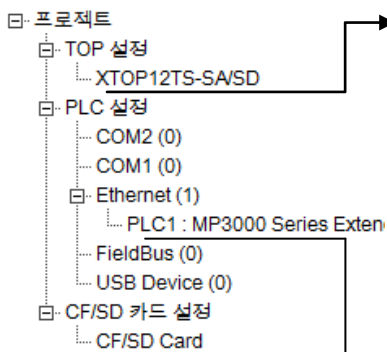 프로젝트
TOP 설정
XTOP12TS-SA/SD
PLC 설정
COM2 (0)
COM1 (0)
Ethernet (1)
PLC1 : MP3000 Series Exten
FieldBus (0)
USB Device (0)
CF/SD 카드 설정
CF/SD Card